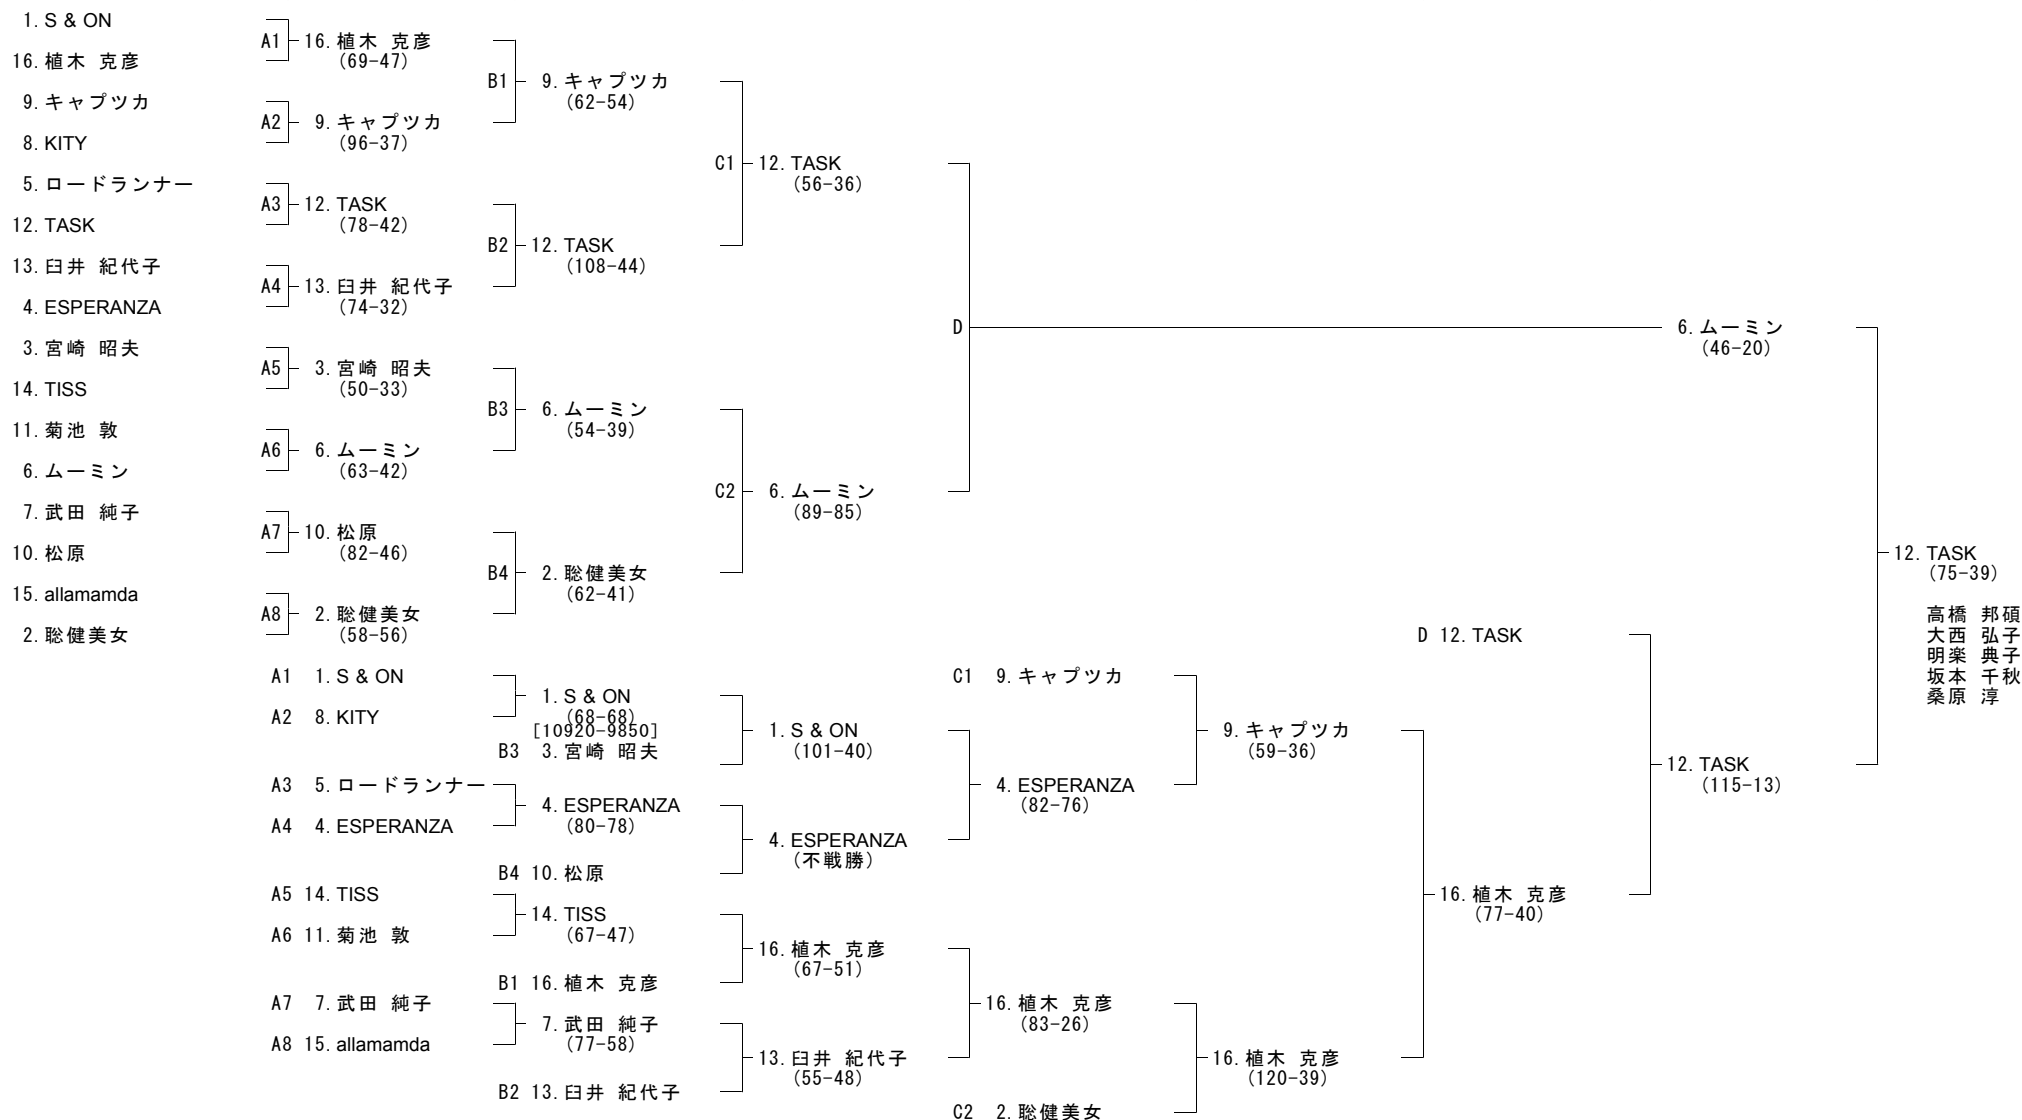 1. S & ON
A1 16. 植木 克彦
16. 植木 克彦
(69-47)
B1 9. キャプツカ
9. キャプツカ
(62-54)
A2 9. キャプツカ
8. KITY
(96-37)
5. ロードランナー
C1 12. TASK
(56-36)
A3 12. TASK
12. TASK
(78-42)
B2 12. TASK
13. 臼井 紀代子
(108-44)
A4 13. 臼井 紀代子
4. ESPERANZA
(74-32)
D 6. ムーミン
3. 宮崎 昭夫
(46-20)
A5 3. 宮崎 昭夫
14. TISS
(50-33)
B3 6. ムーミン
11. 菊池 敦
(54-39)
A6 6. ムーミン
6. ムーミン
(63-42)
C2 6. ムーミン
7. 武田 純子
(89-85)
A7 10. 松原
10. 松原
(82-46)
12. TASK
(75-39)
B4 2. 聡健美女
15. allamamda
(62-41)
A8 2. 聡健美女
2. 聡健美女
(58-56)
高橋 邦碩
大西 弘子
明楽 典子
坂本 千秋
桑原 淳
D 12. TASK
A1 1. S & ON
C1 9. キャプツカ
1. S & ON
(68-68)
[10920-9850]
A2 8. KITY
1. S & ON
(101-40)
9. キャプツカ
(59-36)
B3 3. 宮崎 昭夫
12. TASK
(115-13)
A3 5. ロードランナー
4. ESPERANZA
(82-76)
4. ESPERANZA
(80-78)
A4 4. ESPERANZA
4. ESPERANZA
(不戦勝)
B4 10. 松原
A5 14. TISS
16. 植木 克彦
(77-40)
14. TISS
(67-47)
A6 11. 菊池 敦
16. 植木 克彦
(67-51)
B1 16. 植木 克彦
A7 7. 武田 純子
16. 植木 克彦
(83-26)
7. 武田 純子
(77-58)
A8 15. allamamda
13. 臼井 紀代子
(55-48)
16. 植木 克彦
(120-39)
B2 13. 臼井 紀代子
C2 2. 聡健美女